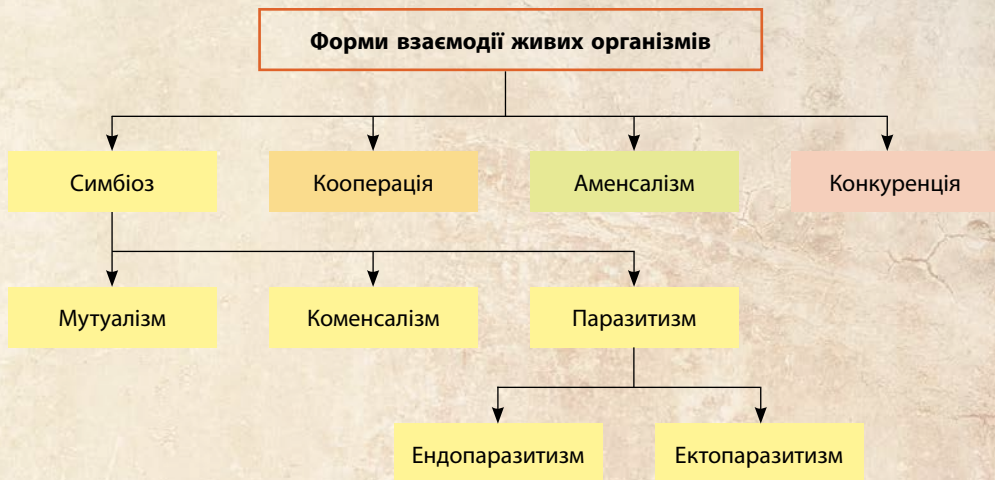 Форми взаємодії живих організмів
Симбіоз
Кооперація
Аменсалізм
Конкуренція
Мутуалізм
Коменсалізм
Паразитизм
Ендопаразитизм
Ектопаразитизм